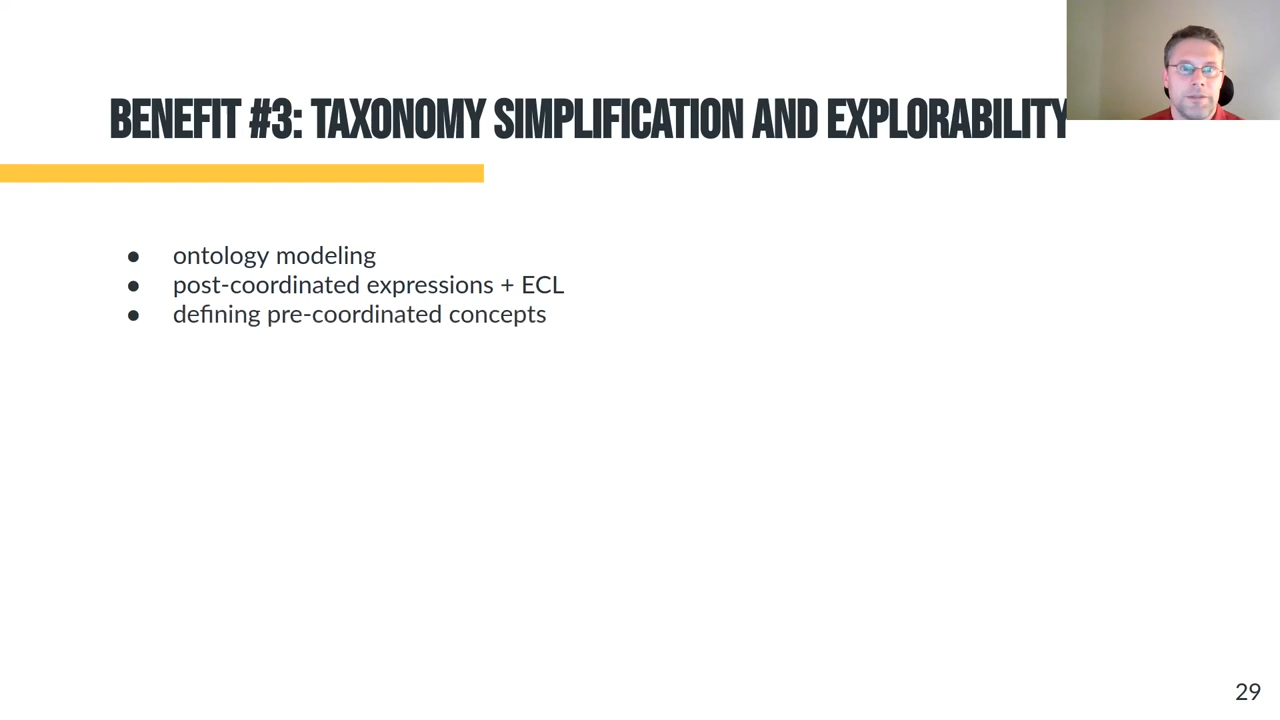 BENEFIT #3: TAXONOMY SIMPLIFICATION AND EXPLORABILITY
● ontology modeling
● post-coordinated expressions + ECL
● defining pre-coordinated concepts
29